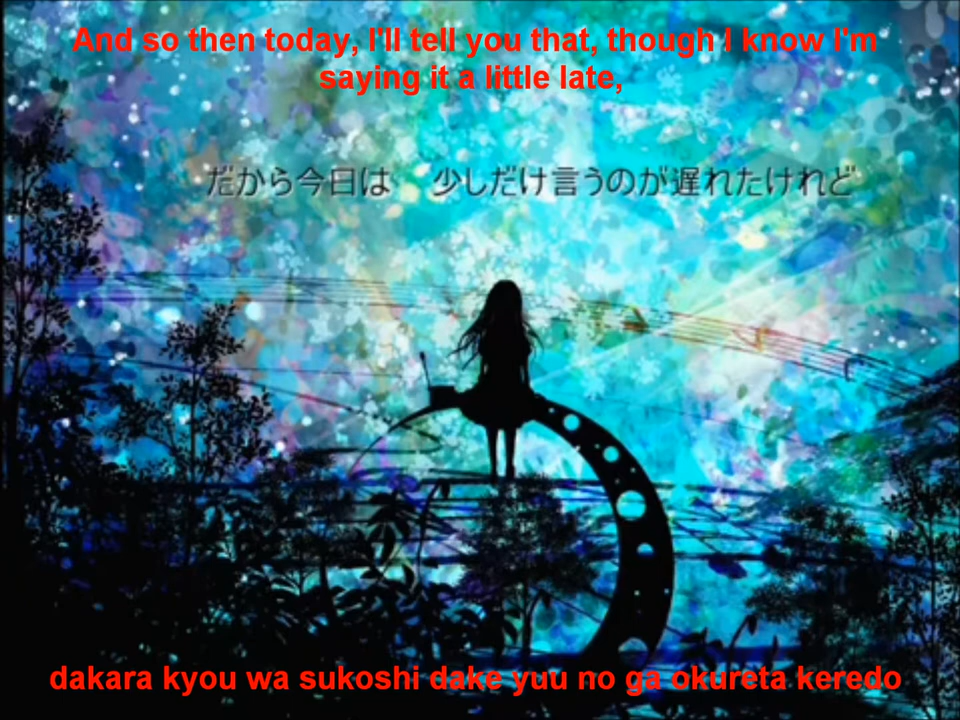 And so then today, I'll tell you that, though I know I'm
saying it a little late,
だから今日は　少しだけ言うのが遅れたけれど
dakara kyou wa sukoshi dake yuu no ga okureta keredo